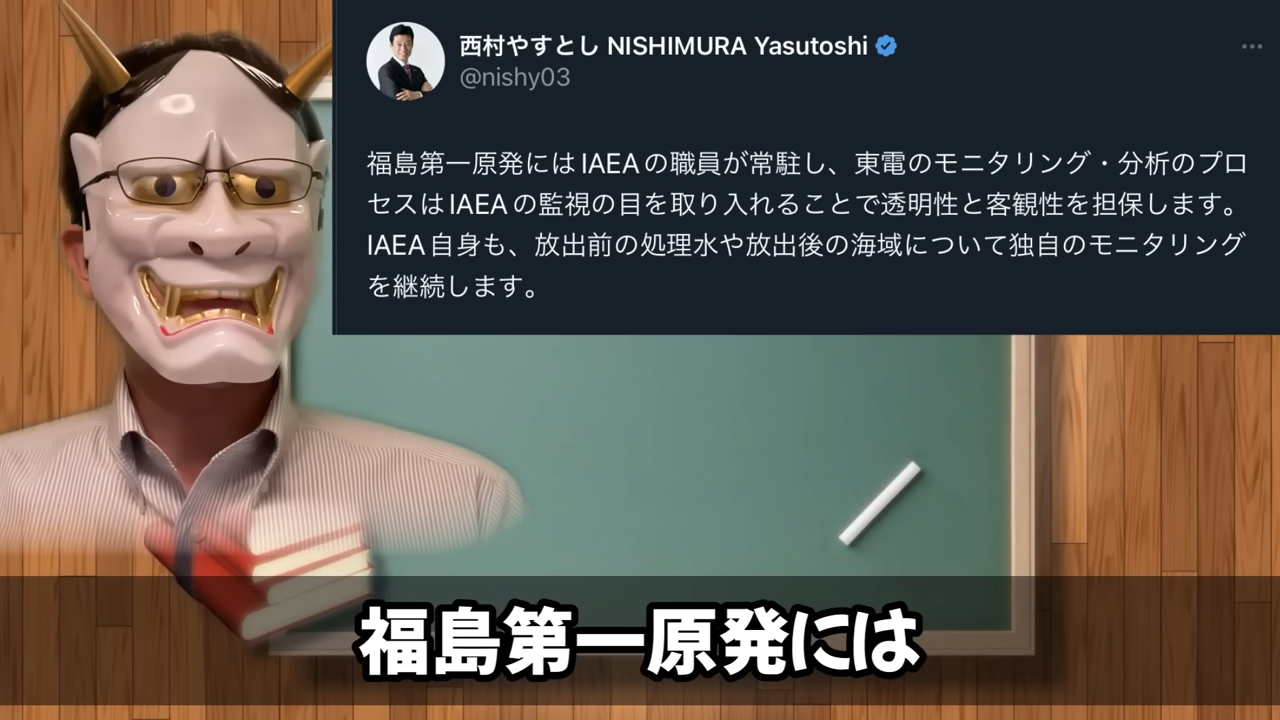 西村やすとし NISHIMURA Yasutoshi
@nishy03
福島第一原発にはIAEAの職員が常駐し、東電のモニタリング・分析のプロ
セスはIAEAの監視の目を取り入れることで透明性と客観性を担保します。
IAEA自身も、放出前の処理水や放出後の海域について独自のモニタリング
を継続します。
福島第一原発には